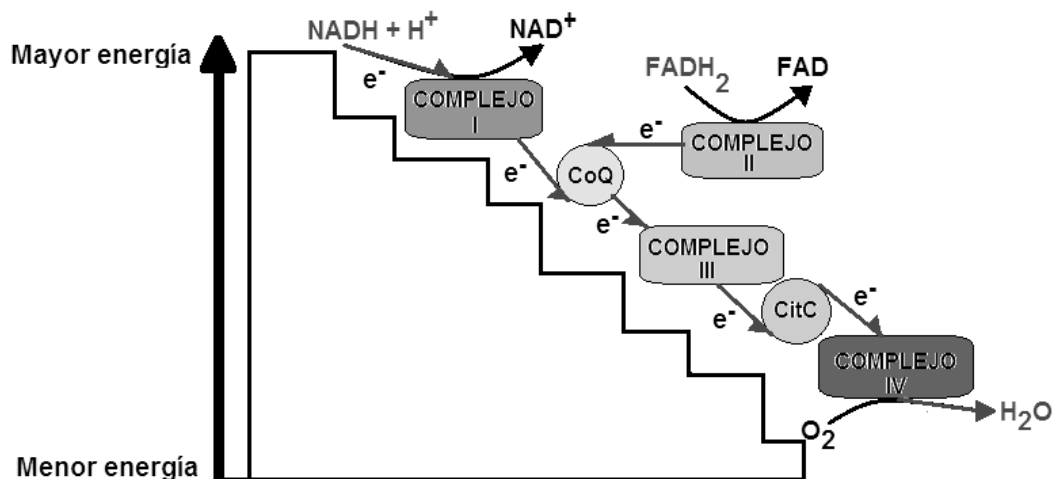 Mayor energía
NADH + H⁺
NAD⁺
e⁻
COMPLEJO
I
FADH₂
FAD
e⁻
COMPLEJO
II
e⁻
CoQ
e⁻
COMPLEJO
III
e⁻
CitC
e⁻
COMPLEJO
IV
O₂
H₂O
Menor energía